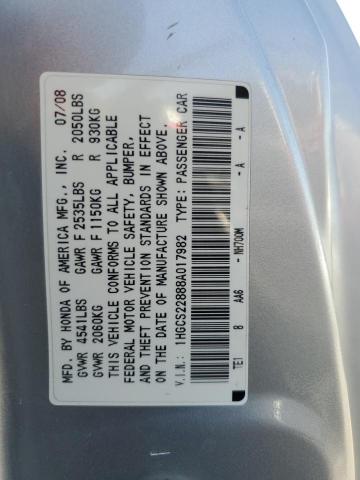 MFD. BY HONDA OF AMERICA MFG., INC. 07/08
GVWR 4541LBS GAWR F 2535LBS R 2050LBS
GVWR 2060KG GAWR F 1150KG R 930KG
THIS VEHICLE CONFORMS TO ALL APPLICABLE
FEDERAL MOTOR VEHICLE SAFETY, BUMPER,
AND THEFT PREVENTION STANDARDS IN EFFECT
ON THE DATE OF MANUFACTURE SHOWN ABOVE.
V.I.N.: 1HGCS22888A017982 TYPE: PASSENGER CAR
TE1 8 AA6 - NH700M - A - A